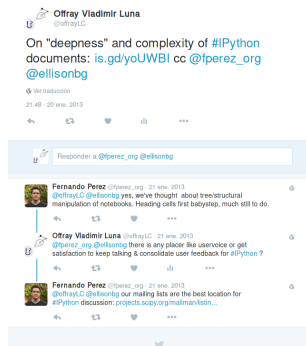 Offray Vladimir Luna
@offrayLC
On "deepness" and complexity of #IPython
documents: is.gd/yoUWBI cc @fperez_org
@ellisonbg
Ver traducción
21:48 - 20 ene. 2013
Responder a @fperez_org @ellisonbg
Fernando Perez @fperez_org · 21 ene. 2013
@offrayLC @ellisonbg yes, we've thought about tree/structural
manipulation of notebooks. Heading cells first babystep, much still to do.
Offray Vladimir Luna @offrayLC · 21 ene. 2013
@fperez_org @ellisonbg there is any placer like uservoice or get
satisfaction to keep talking & consolidate user feedback for #IPython ?
Fernando Perez @fperez_org · 21 ene. 2013
@offrayLC @ellisonbg our mailing lists are the best location for
#IPython discussion: projects.scipy.org/mailman/listin...